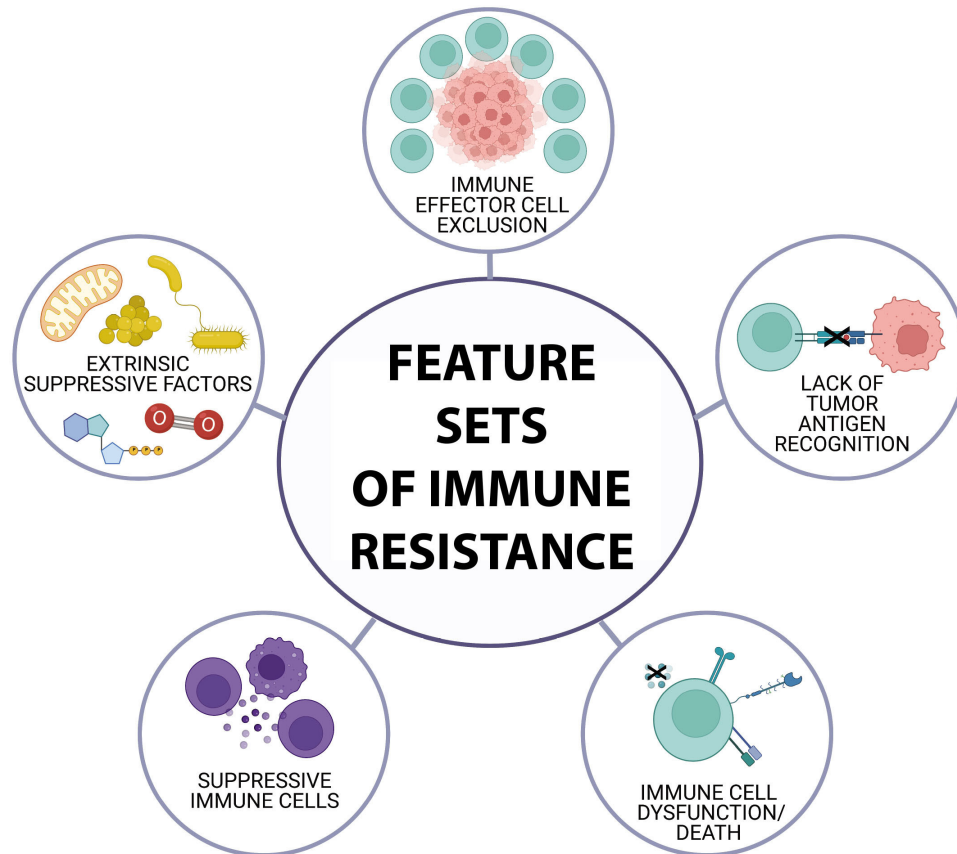 IMMUNE
EFFECTOR CELL
EXCLUSION
EXTRINSIC
SUPPRESSIVE FACTORS
O
O
P
P
P
FEATURE
SETS
OF IMMUNE
RESISTANCE
LACK OF
TUMOR
ANTIGEN
RECOGNITION
SUPPRESSIVE
IMMUNE CELLS
IMMUNE CELL
DYSFUNCTION/
DEATH